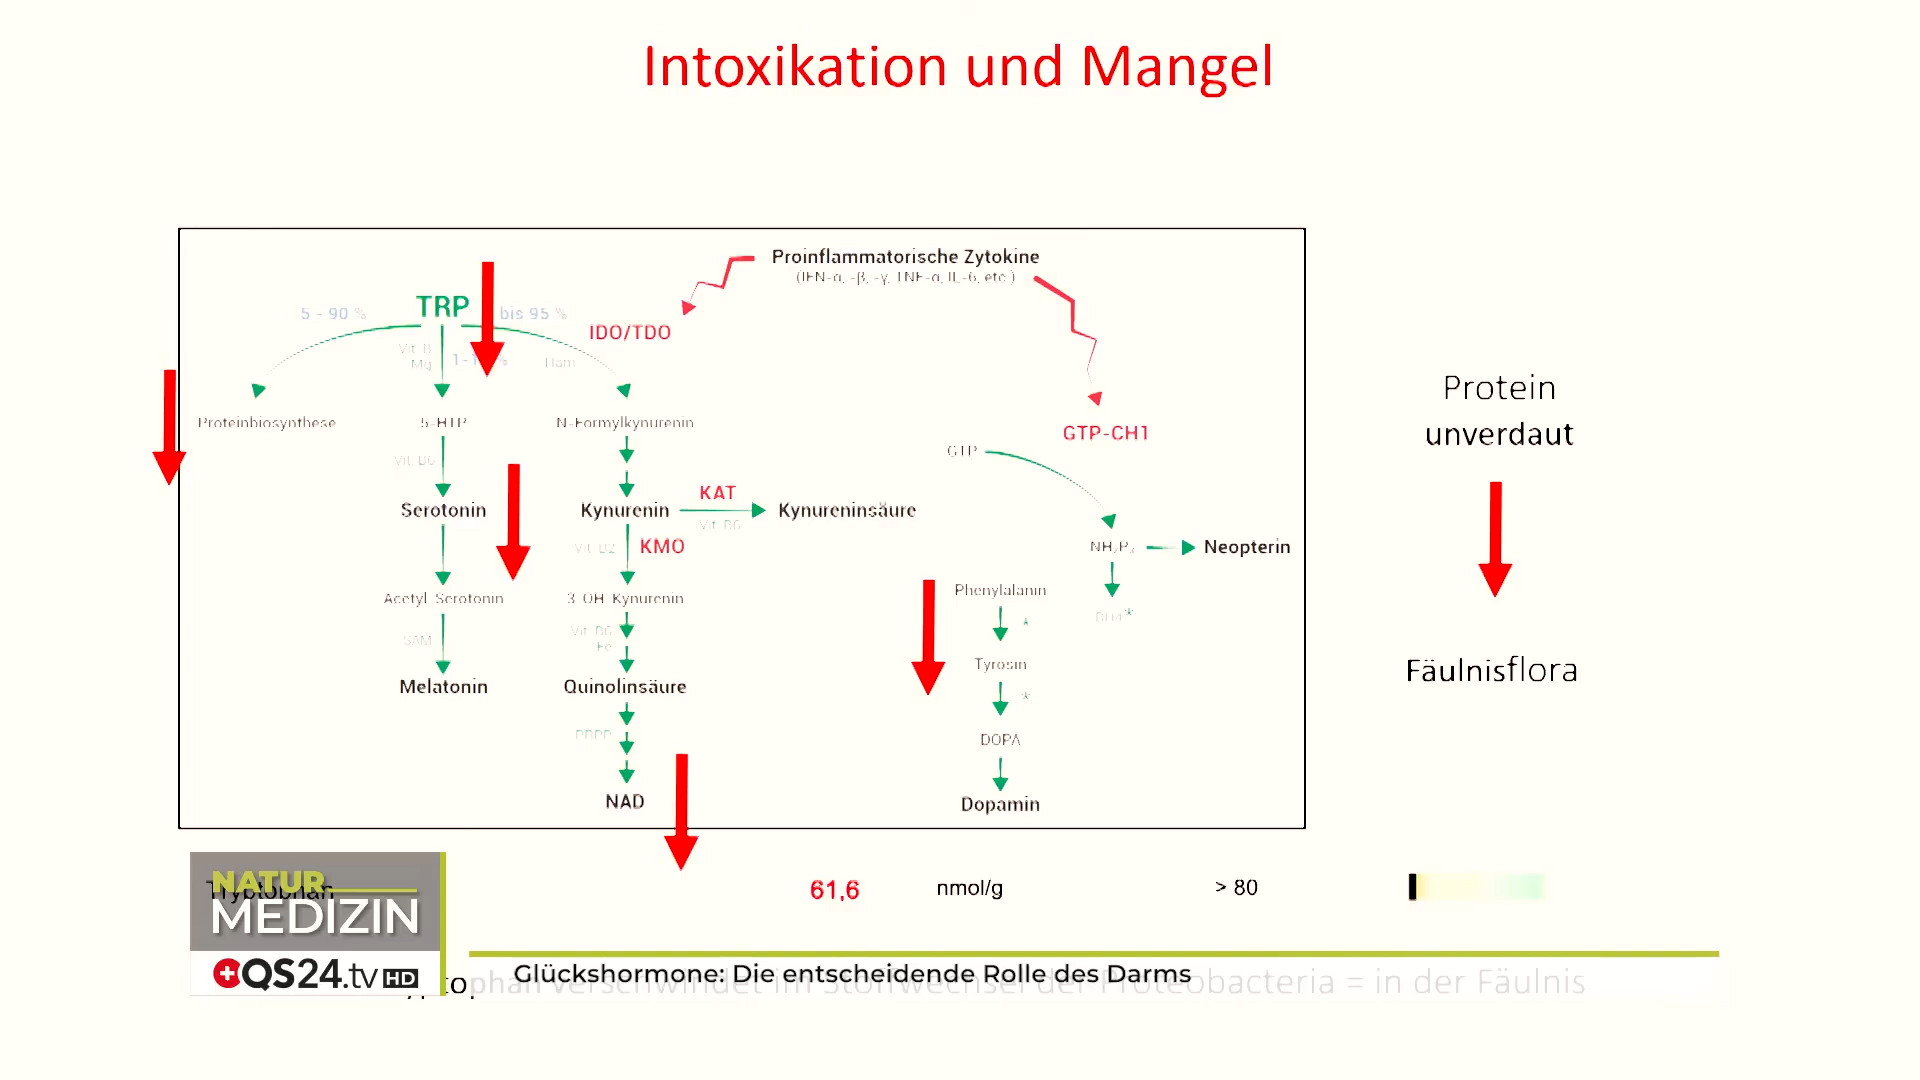 Intoxikation und Mangel
Proinflammatorische Zytokine
(IFN-α, -β, -γ, TNF-α, IL-6, etc.)
TRP
5 - 90 %
bis 95 %
IDO/TDO
Vit. B
Mg
Proteinbiosynthese
5-HTP
N-Formylkynurenin
GTP-CH1
GTP
Protein
unverdaut
Vit. B6
Serotonin
Kynurenin
KAT
Kynureninsäure
Vit. B6
Vit. B2
KMO
NH₂P₃
Neopterin
Acetyl-Serotonin
3-OH-Kynurenin
Phenylalanin
*
BH4*
SAM
Vit. B6
Fe
Tyrosin
*
Fäulnisflora
Melatonin
Quinolinsäure
PRPP
DOPA
NAD
Dopamin
Tryptophan
61,6
nmol/g
> 80
NATUR
MEDIZIN
QS24.tv HD
Glückshormone: Die entscheidende Rolle des Darms
verschwindet im Stoffwechsel der Proteobacteria = in der Fäulnis